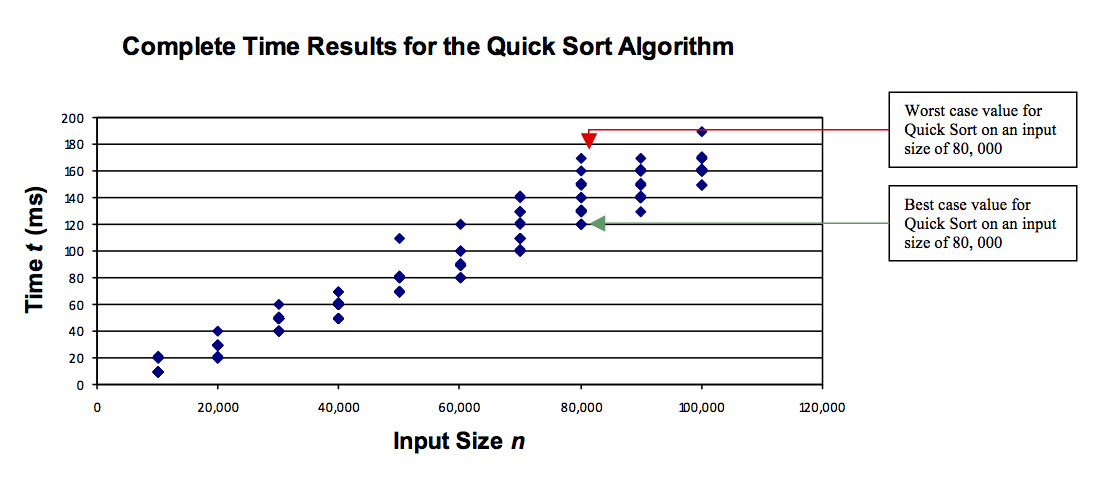 Complete Time Results for the Quick Sort Algorithm
Worst case value for
Quick Sort on an input
size of 80, 000
Best case value for
Quick Sort on an input
size of 80, 000
Time t (ms)
200
180
160
140
120
100
80
60
40
20
0
0 20,000 40,000 60,000 80,000 100,000 120,000
Input Size n